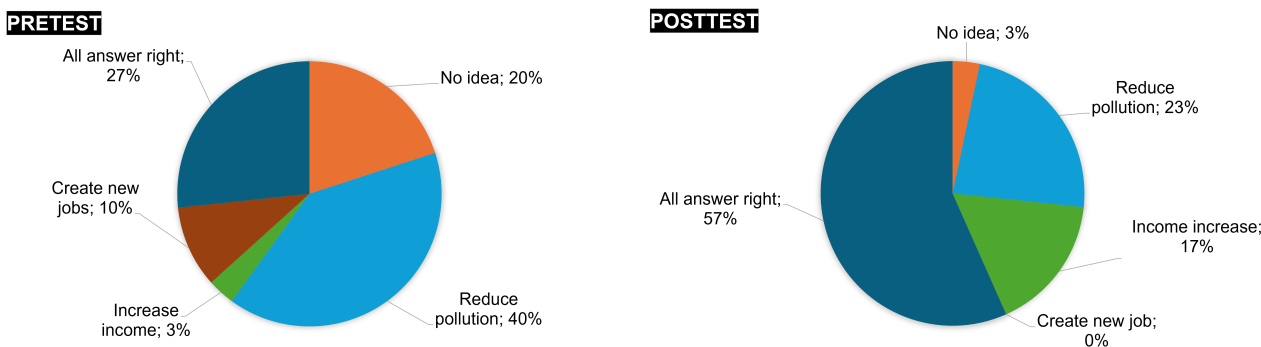 PRETEST
All answer right;
27%
No idea; 20%
Create new
jobs; 10%
Increase
income; 3%
Reduce
pollution; 40%
POSTTEST
No idea; 3%
Reduce
pollution; 23%
All answer right;
57%
Income increase;
17%
Create new job;
0%